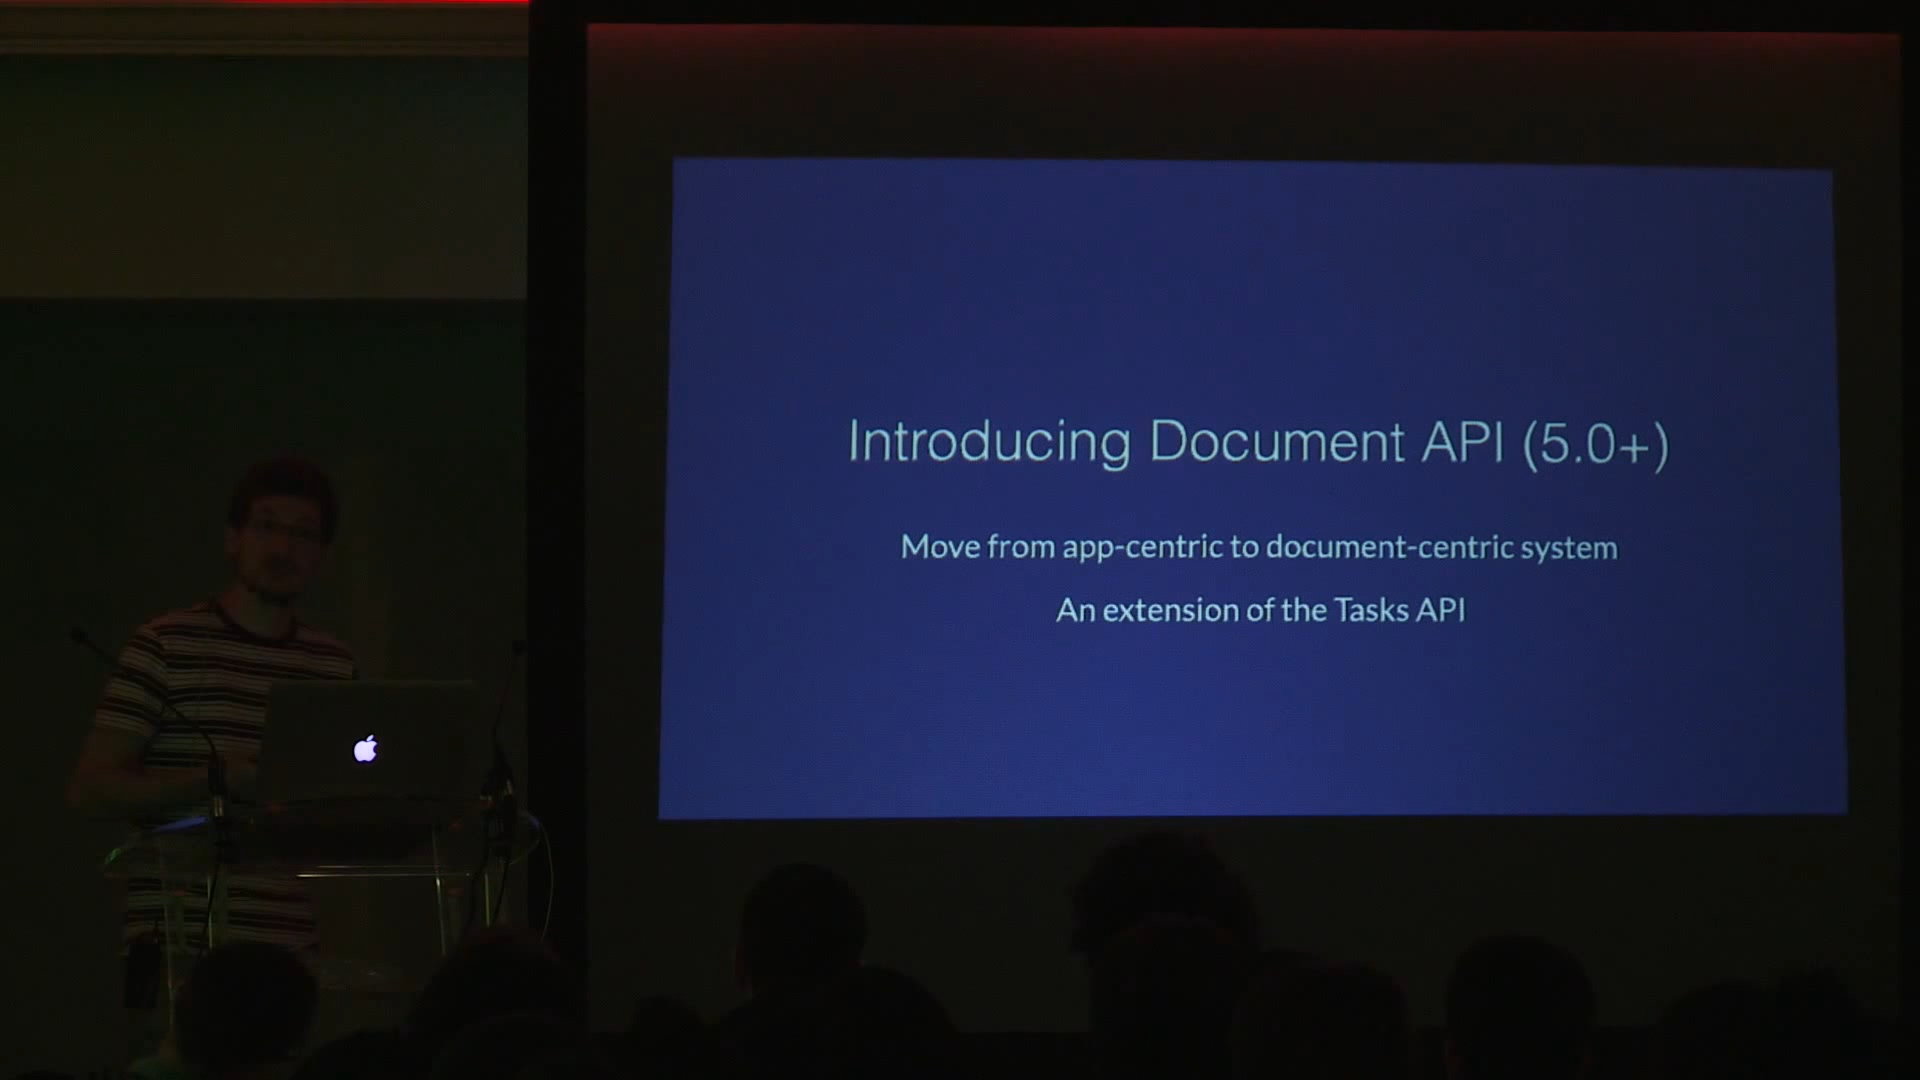 Introducing Document API (5.0+)
Move from app-centric to document-centric system
An extension of the Tasks API